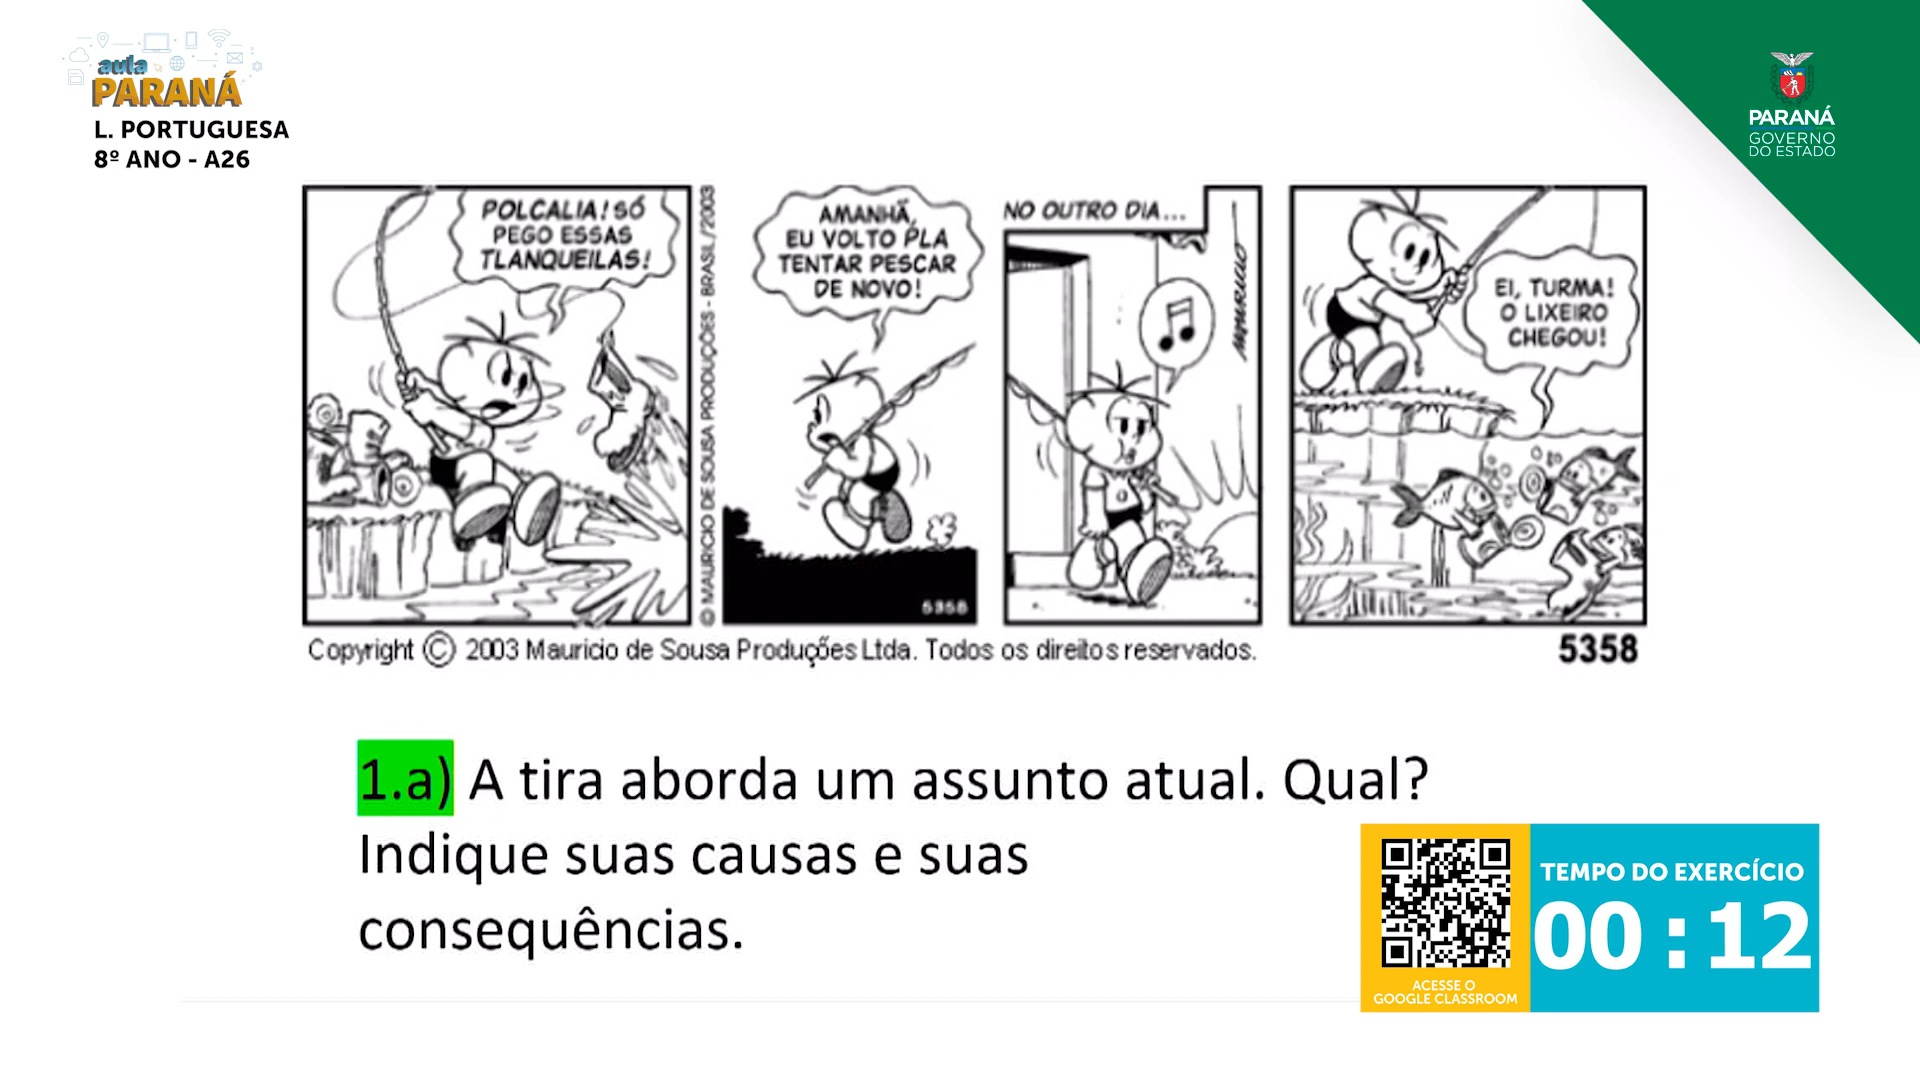 aula
PARANÁ
L. PORTUGUESA
8º ANO - A26
PARANÁ
GOVERNO
DO ESTADO
POLCALIA! SÓ
PEGO ESSAS
TLANQUEILAS!
© MAURICIO DE SOUSA PRODUÇÕES - BRASIL/2003
AMANHÃ,
EU VOLTO PLA
TENTAR PESCAR
DE NOVO!
5358
NO OUTRO DIA...
MAURICIO
EI, TURMA!
O LIXEIRO
CHEGOU!
Copyright © 2003 Mauricio de Sousa Produções Ltda. Todos os direitos reservados.
5358
1.a) A tira aborda um assunto atual. Qual?
Indique suas causas e suas
consequências.
TEMPO DO EXERCÍCIO
00 : 12
ACESSE O
GOOGLE CLASSROOM